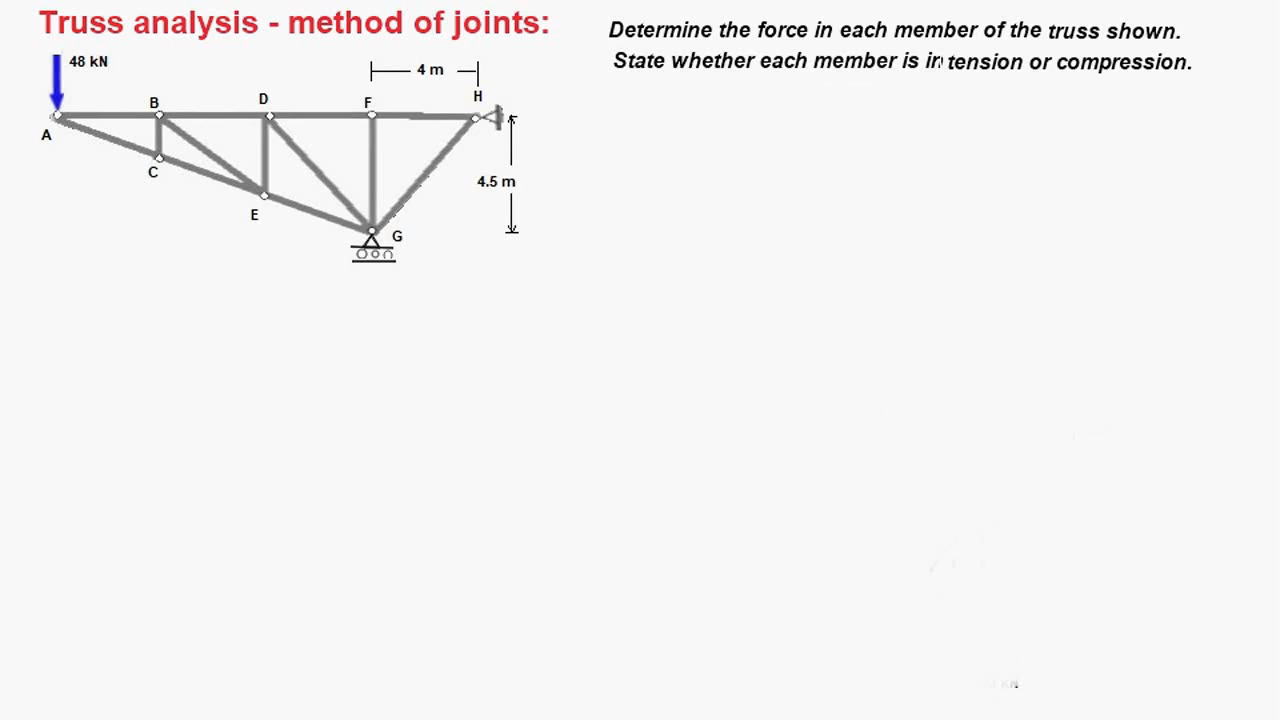 Truss analysis - method of joints:
Determine the force in each member of the truss shown.
State whether each member is in tension or compression.
48 kN
4 m
A
B
D
F
H
C
4.5 m
E
G